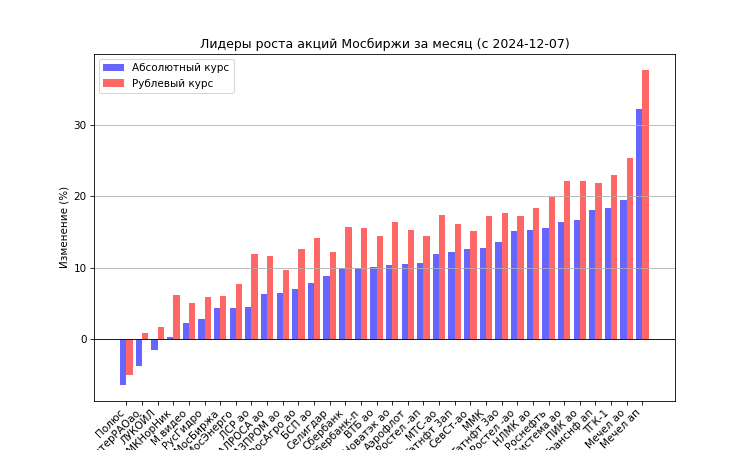 Лидеры роста акций Мосбиржи за месяц (с 2024-12-07)
Абсолютный курс
Рублевый курс
Изменение (%)
30
20
10
0
Полюс
ЛУКОЙЛ
М.видео
РусГидро
МосБиржа
ЛСР ао
БСП ао
Селигдар
Сбербанк
ВТБ ао
Аэрофлот
МТС-ао
СевСт-ао
ММК
НЛМК ао
Роснефть
ПИК ао
ТГК-1
Мечел ао
Мечел ап